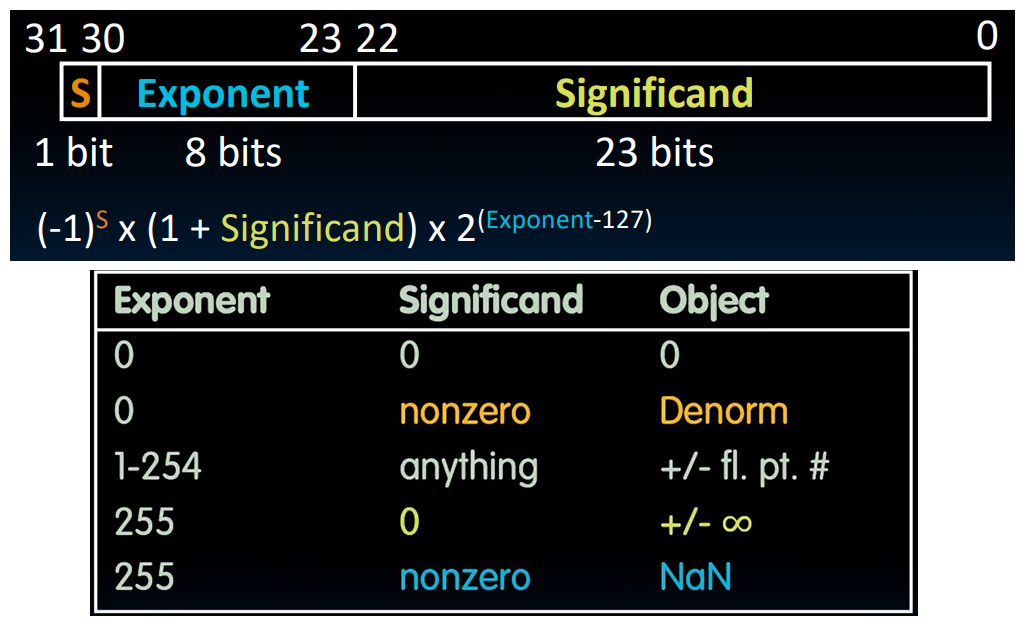 31 30 23 22 0
S Exponent Significand
1 bit 8 bits 23 bits
(-1)^S x (1 + Significand) x 2^(Exponent-127)
Exponent Significand Object
0 0 0
0 nonzero Denorm
1-254 anything +/- fl. pt. #
255 0 +/- ∞
255 nonzero NaN